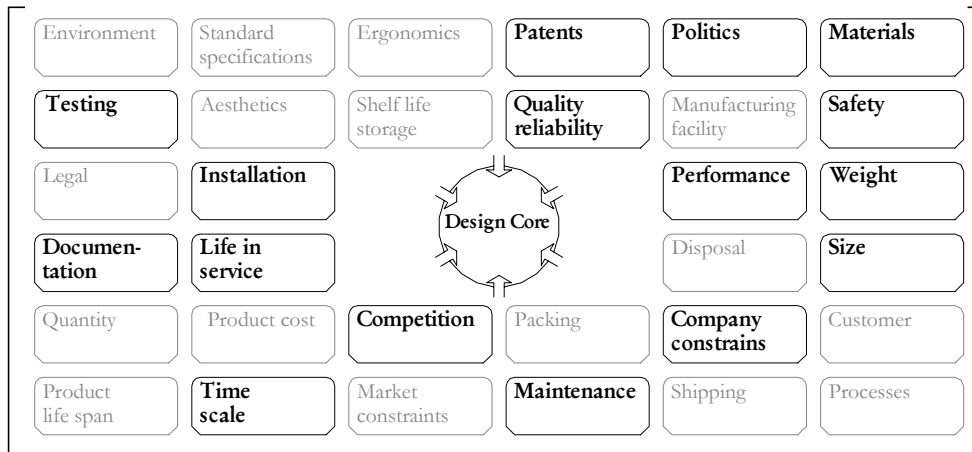 Environment
Standard
specifications
Ergonomics
Patents
Politics
Materials
Testing
Aesthetics
Shelf life
storage
Quality
reliability
Manufacturing
facility
Safety
Legal
Installation
Performance
Weight
Design Core
Documen-
tation
Life in
service
Disposal
Size
Quantity
Product cost
Competition
Packing
Company
constrains
Customer
Product
life span
Time
scale
Market
constraints
Maintenance
Shipping
Processes